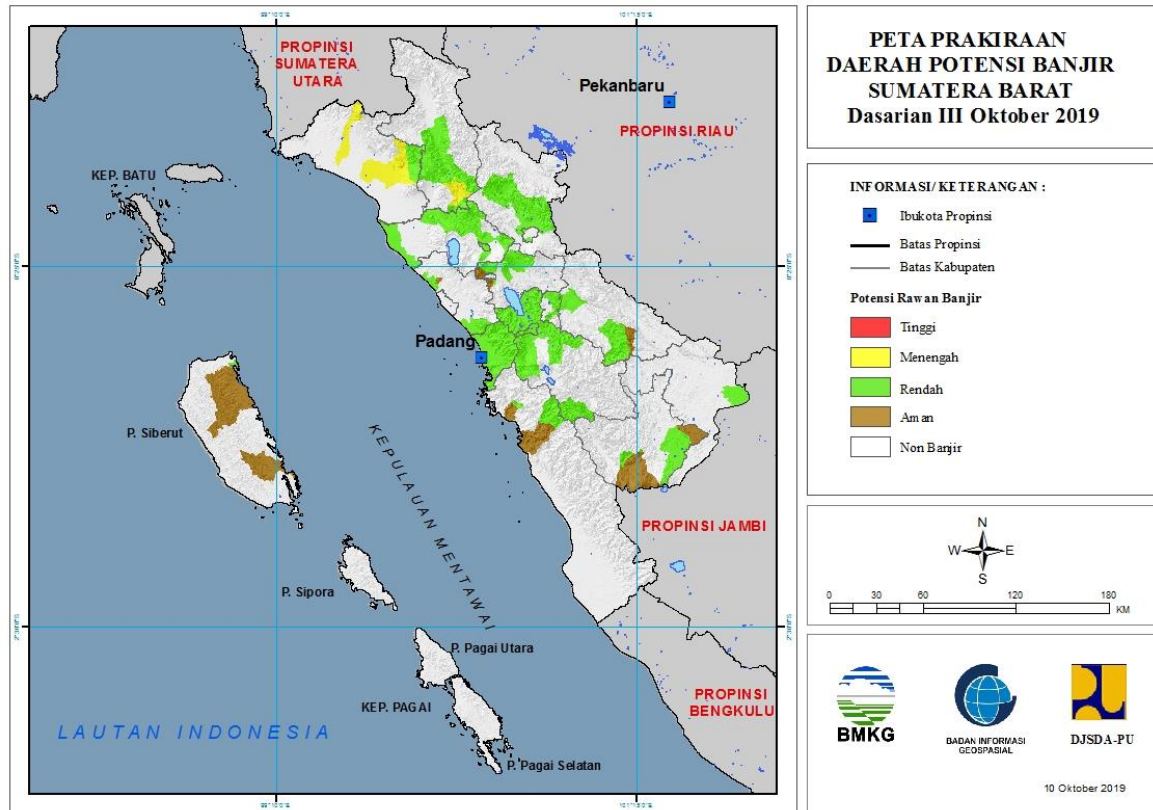 PROPINSI
SUMATERA
UTARA
Pekanbaru
PROPINSI RIAU
KEP. BATU
Padang
P. Siberut
KEPULAUAN MENTAWAI
PROPINSI JAMBI
P. Sipora
P. Pagai Utara
KEP. PAGAI
PROPINSI
BENGKULU
LAUTAN INDONESIA
P. Pagai Selatan
PETA PRAKIRAAN
DAERAH POTENSI BANJIR
SUMATERA BARAT
Dasarian III Oktober 2019
INFORMASI/ KETERANGAN :
Ibukota Propinsi
Batas Propinsi
Batas Kabupaten
Potensi Rawan Banjir
Tinggi
Menengah
Rendah
Aman
Non Banjir
N
W E
S
0 30 60 120 180
KM
BMKG
BADAN INFORMASI
GEOSPASIAL
DJSDA-PU
10 Oktober 2019